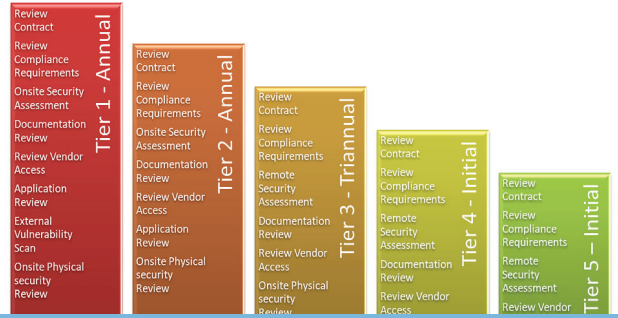 Review
Contract
Review
Compliance
Requirements
Onsite Security
Assessment
Documentation
Review
Review Vendor
Access
Application
Review
External
Vulnerability
Scan
Onsite Physical
security
Review
Tier 1 - Annual
Review
Contract
Review
Compliance
Requirements
Onsite Security
Assessment
Documentation
Review
Review Vendor
Access
Application
Review
Onsite Physical
security
Review
Tier 2 - Annual
Review
Contract
Review
Compliance
Requirements
Remote
Security
Assessment
Documentation
Review
Review Vendor
Access
Onsite Physical
security
Review
Tier 3 - Triannual
Review
Contract
Review
Compliance
Requirements
Remote
Security
Assessment
Documentation
Review
Review Vendor
Access
Tier 4 - Initial
Review
Contract
Review
Compliance
Requirements
Remote
Security
Assessment
Review Vendor
Tier 5 – Initial